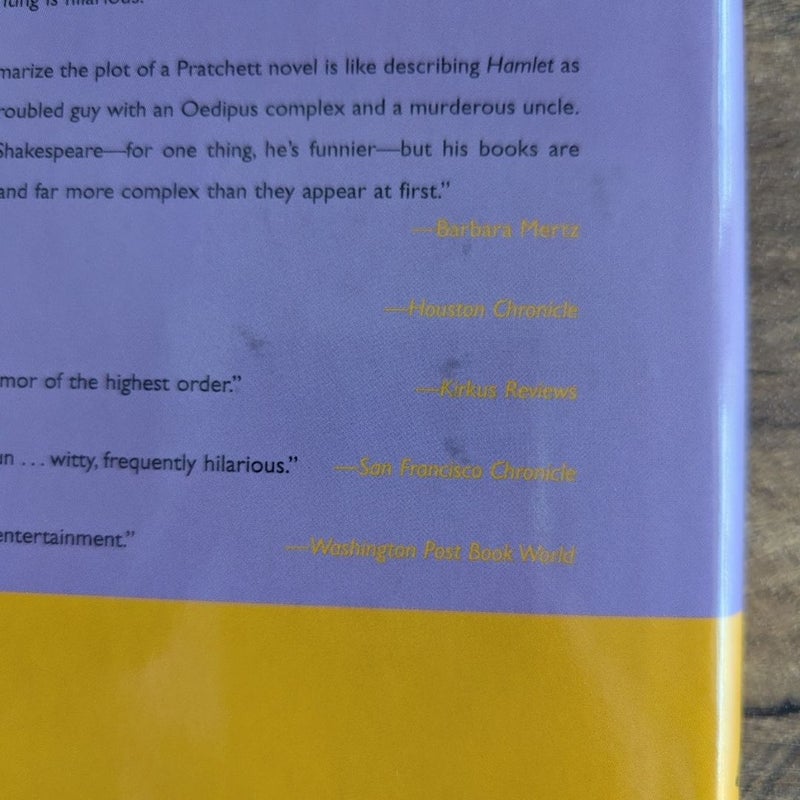 is hilarious.
marize the plot of a Pratchett novel is like describing Hamlet as
roubled guy with an Oedipus complex and a murderous uncle.
Shakespeare—for one thing, he's funnier—but his books are
and far more complex than they appear at first.”
—Barbara Mertz
—Houston Chronicle
mor of the highest order.” —Kirkus Reviews
un . . . witty, frequently hilarious.” —San Francisco Chronicle
entertainment.” —Washington Post Book World